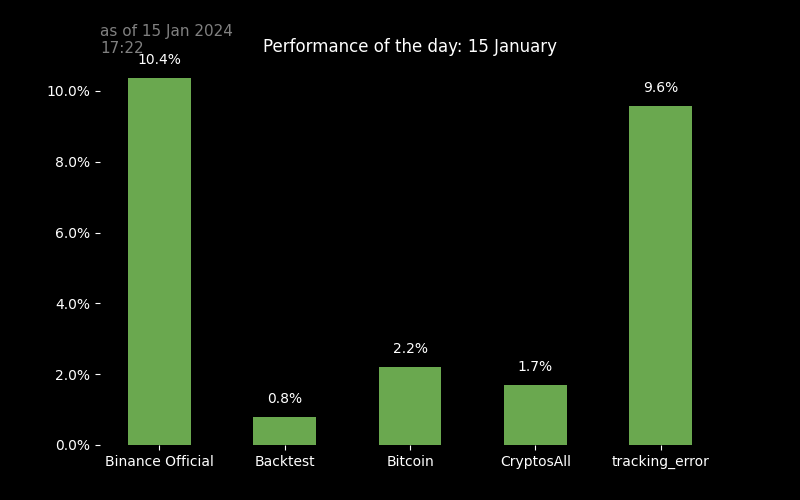 as of 15 Jan 2024
17:22
Performance of the day: 15 January
10.4%
0.8%
2.2%
1.7%
9.6%
10.0%
8.0%
6.0%
4.0%
2.0%
0.0%
Binance Official
Backtest
Bitcoin
CryptosAll
tracking_error